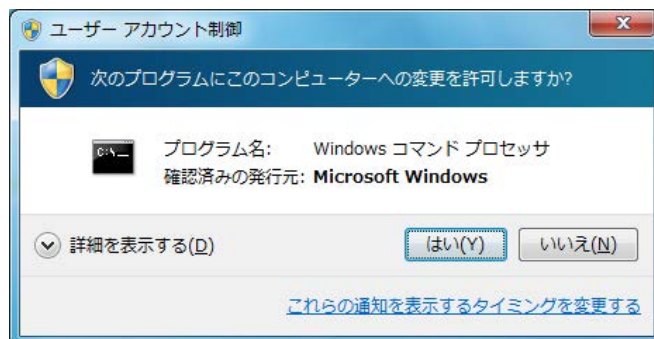 ユーザー アカウント制御
次のプログラムにこのコンピューターへの変更を許可しますか?
C:\_
プログラム名: Windows コマンド プロセッサ
確認済みの発行元: Microsoft Windows
詳細を表示する(D) はい(Y) いいえ(N)
これらの通知を表示するタイミングを変更する